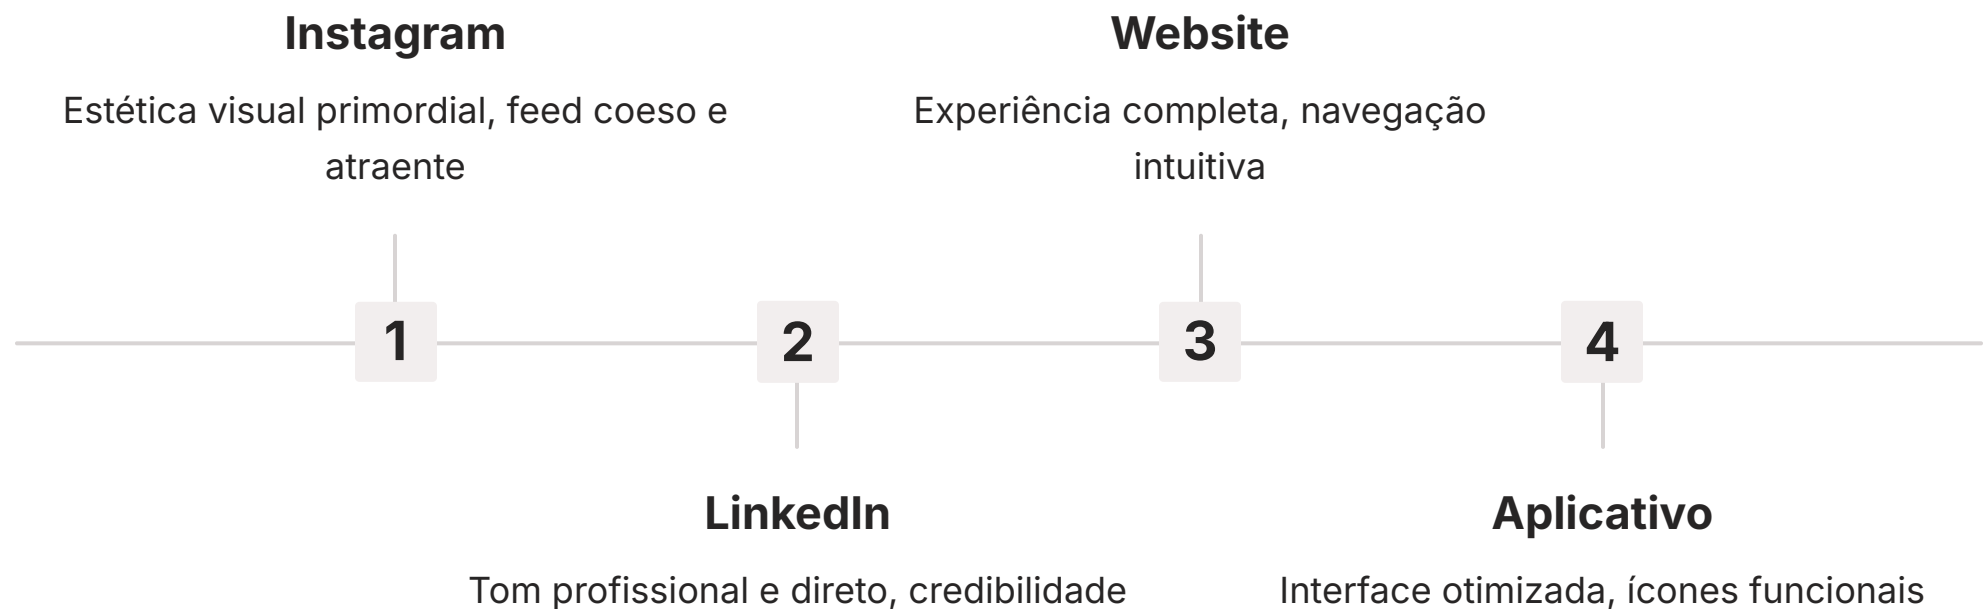 Instagram
Estética visual primordial, feed coeso e
atraente
Website
Experiência completa, navegação
intuitiva
1
2
3
4
LinkedIn
Tom profissional e direto, credibilidade
Aplicativo
Interface otimizada, ícones funcionais